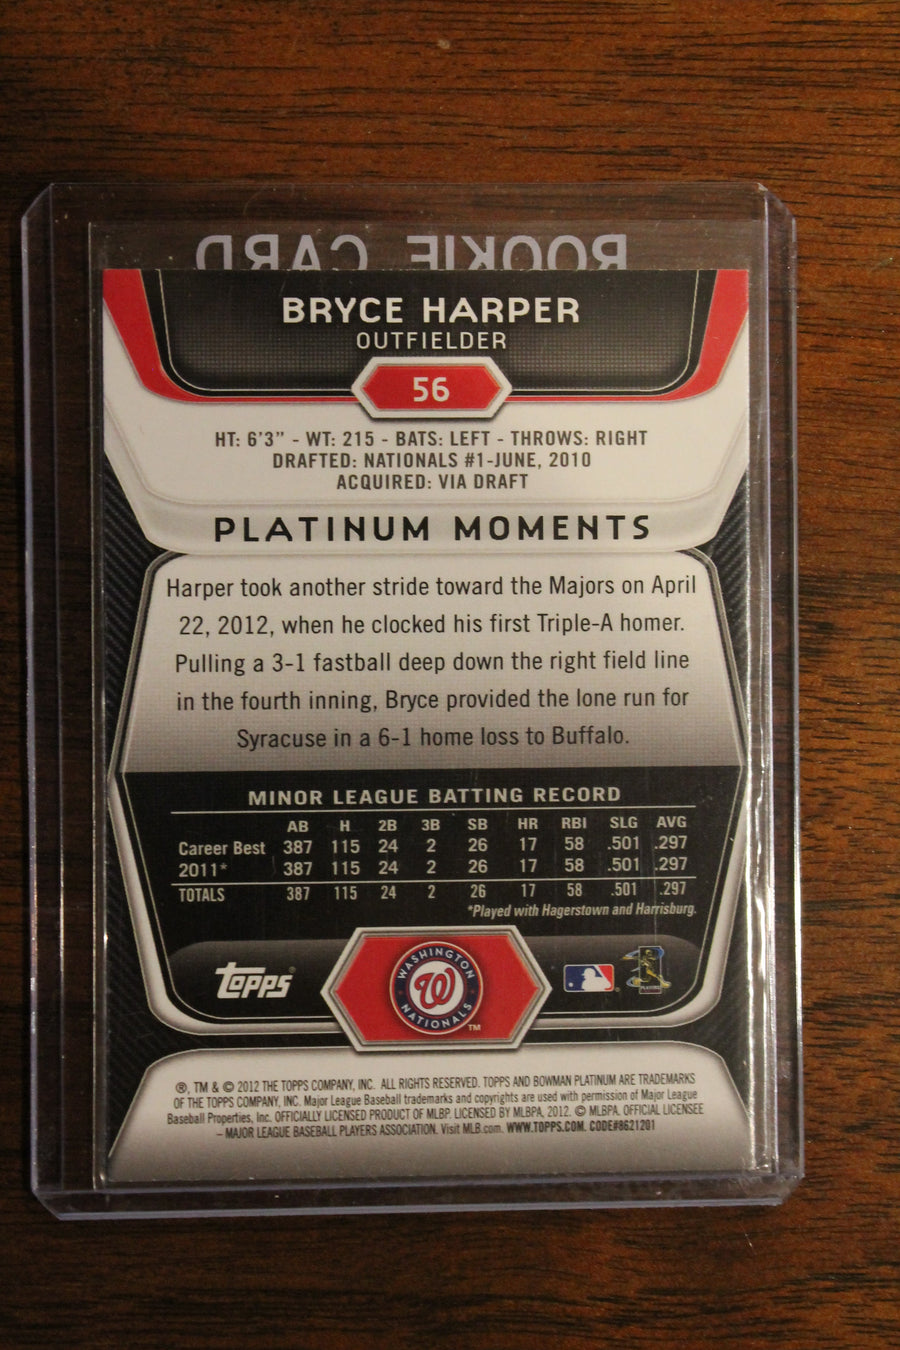 ROOKIE CARD
BRYCE HARPER
OUTFIELDER
56
HT: 6'3" - WT: 215 - BATS: LEFT - THROWS: RIGHT
DRAFTED: NATIONALS #1-JUNE, 2010
ACQUIRED: VIA DRAFT
PLATINUM MOMENTS
Harper took another stride toward the Majors on April
22, 2012, when he clocked his first Triple-A homer.
Pulling a 3-1 fastball deep down the right field line
in the fourth inning, Bryce provided the lone run for
Syracuse in a 6-1 home loss to Buffalo.
MINOR LEAGUE BATTING RECORD
AB H 2B 3B SB HR RBI SLG AVG
Career Best 387 115 24 2 26 17 58 .501 .297
2011* 387 115 24 2 26 17 58 .501 .297
TOTALS 387 115 24 2 26 17 58 .501 .297
*Played with Hagerstown and Harrisburg.
topps®
WASHINGTON
W
NATIONALS
TM
®, TM & © 2012 THE TOPPS COMPANY, INC. ALL RIGHTS RESERVED. TOPPS AND BOWMAN PLATINUM ARE TRADEMARKS
OF THE TOPPS COMPANY, INC. Major League Baseball trademarks and copyrights are used with permission of Major League
Baseball Properties, Inc. OFFICIALLY LICENSED PRODUCT OF MLBP. LICENSED BY MLBPA, 2012. © MLBPA. OFFICIAL LICENSEE
– MAJOR LEAGUE BASEBALL PLAYERS ASSOCIATION. Visit MLB.com. WWW.TOPPS.COM. CODE#8621201